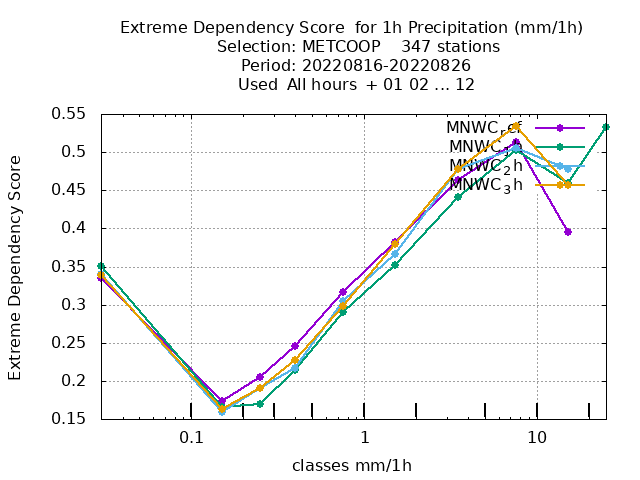 Extreme Dependency Score for 1h Precipitation (mm/1h)
Selection: METCOOP 347 stations
Period: 20220816-20220826
Used All hours + 01 02 ... 12
Extreme Dependency Score
0.55
0.5
0.45
0.4
0.35
0.3
0.25
0.2
0.15
MNWC_ref
MNWC
MNWC_2h
MNWC_3h
0.1 1 10
classes mm/1h